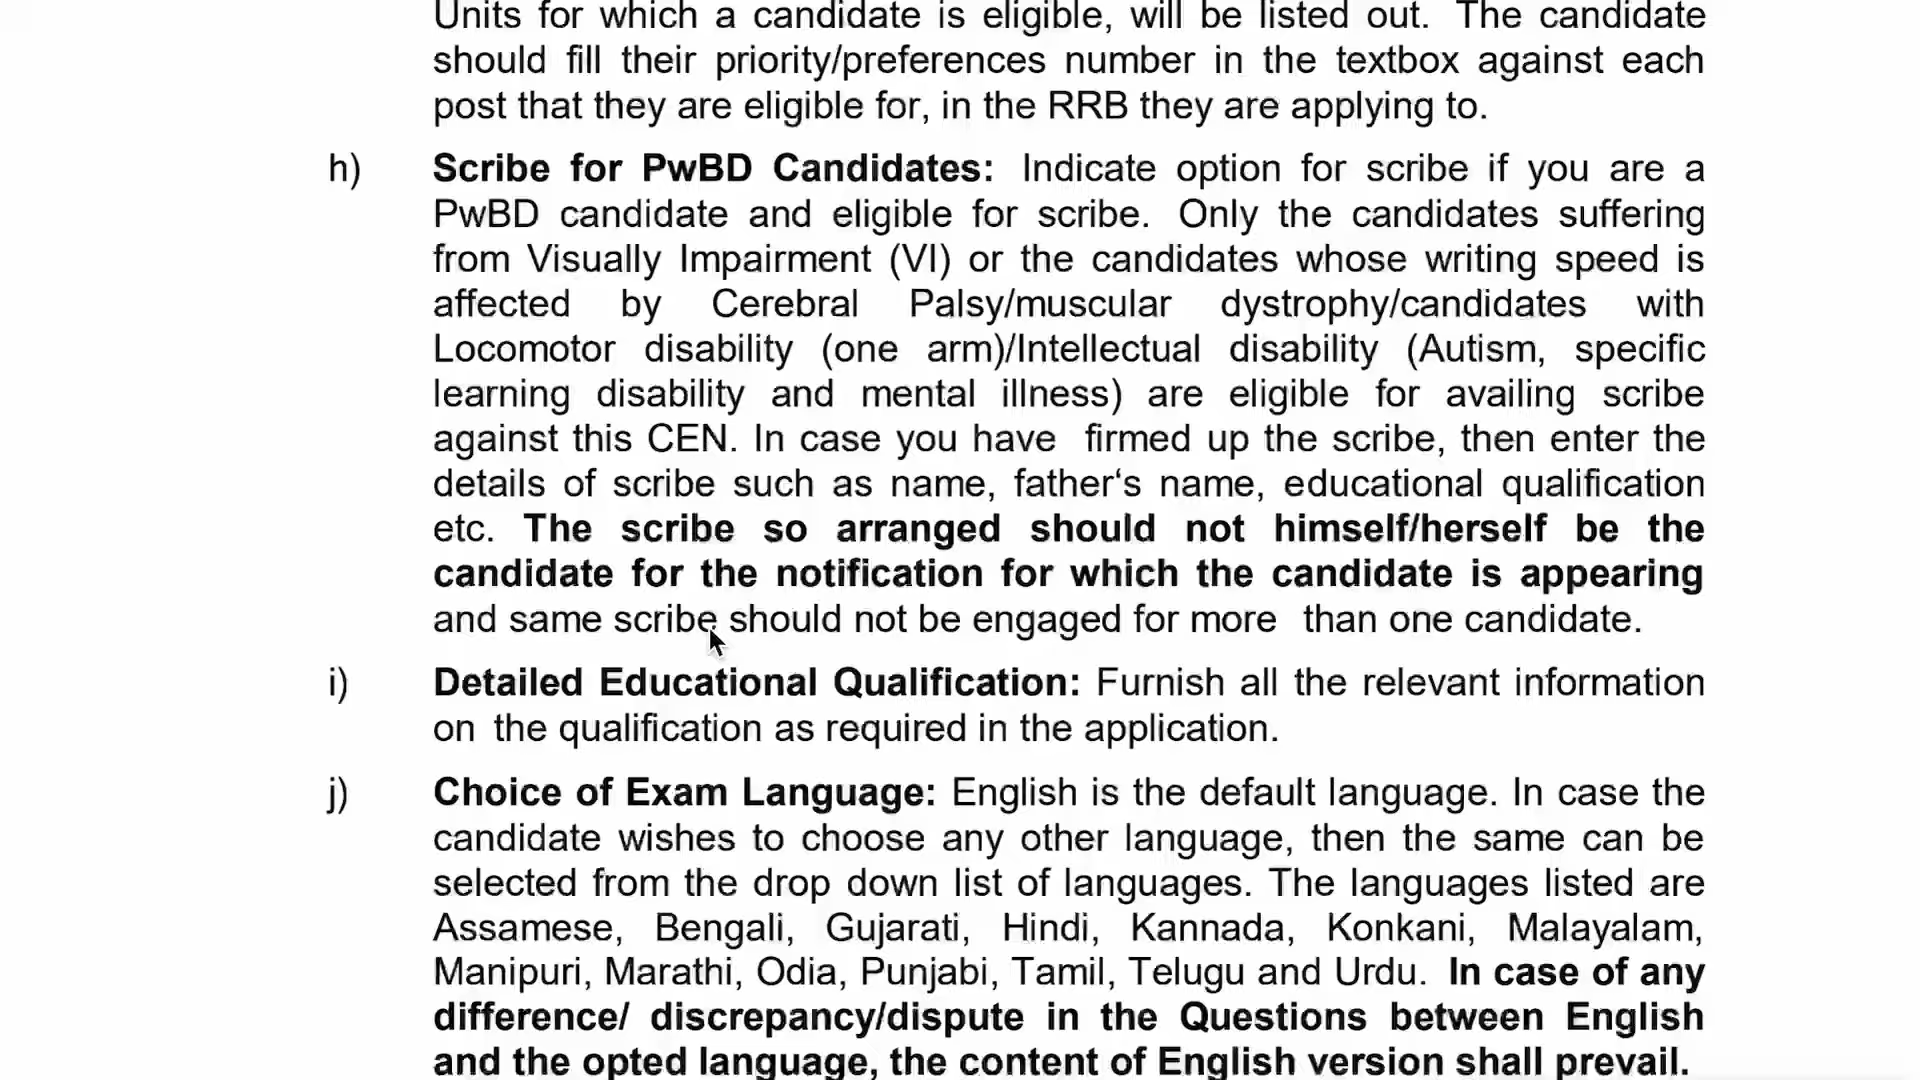 Units for which a candidate is eligible, will be listed out. The candidate
should fill their priority/preferences number in the textbox against each
post that they are eligible for, in the RRB they are applying to.
h) Scribe for PwBD Candidates: Indicate option for scribe if you are a
PwBD candidate and eligible for scribe. Only the candidates suffering
from Visually Impairment (VI) or the candidates whose writing speed is
affected by Cerebral Palsy/muscular dystrophy/candidates with
Locomotor disability (one arm)/Intellectual disability (Autism, specific
learning disability and mental illness) are eligible for availing scribe
against this CEN. In case you have firmed up the scribe, then enter the
details of scribe such as name, father‘s name, educational qualification
etc. The scribe so arranged should not himself/herself be the
candidate for the notification for which the candidate is appearing
and same scribe should not be engaged for more than one candidate.
i) Detailed Educational Qualification: Furnish all the relevant information
on the qualification as required in the application.
j) Choice of Exam Language: English is the default language. In case the
candidate wishes to choose any other language, then the same can be
selected from the drop down list of languages. The languages listed are
Assamese, Bengali, Gujarati, Hindi, Kannada, Konkani, Malayalam,
Manipuri, Marathi, Odia, Punjabi, Tamil, Telugu and Urdu. In case of any
difference/ discrepancy/dispute in the Questions between English
and the opted language, the content of English version shall prevail.